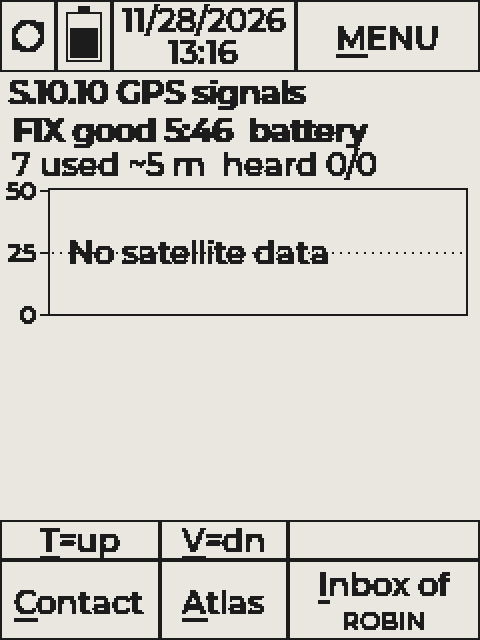 11/28/2026
13:16
MENU
5.10.10 GPS signals
FIX good 5:46 battery
7 used ~5 m heard 0/0
50
25
No satellite data
0
T=up
V=dn
Contact
Atlas
Inbox of
ROBIN